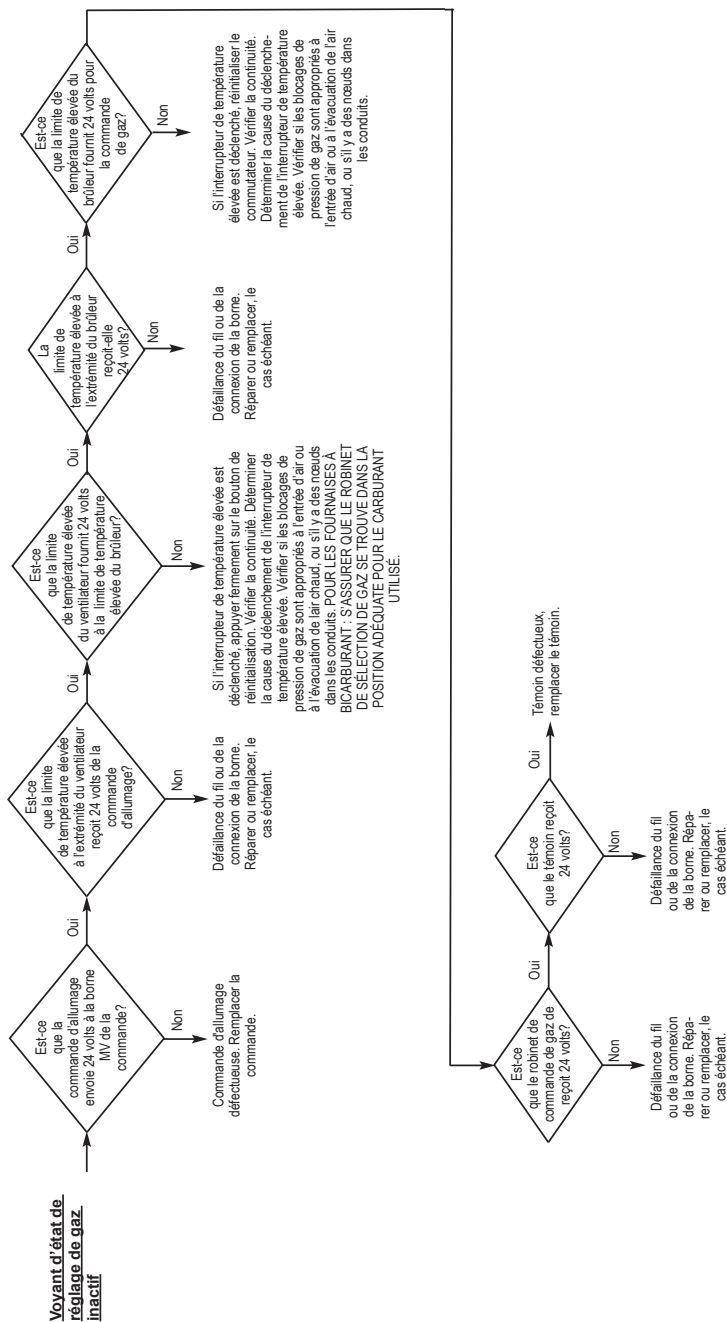 Voyant d'état de
réglage de gaz
inactif
Est-ce
que la
commande d'allumage
envoie 24 volts à la borne
MV de la
commande?
Oui
Non
Commande d'allumage
défectueuse. Remplacer la
commande.
Est-ce
que la limite
de température élevée
à l'extrémité du ventilateur
reçoit 24 volts de la
commande
d'allumage?
Oui
Non
Défaillance du fil ou de la
connexion de la borne.
Réparer ou remplacer, le
cas échéant.
Est-ce
que la limite
de température élevée
du ventilateur fournit 24 volts
à la limite de température
élevée du brûleur?
Oui
Non
Si l'interrupteur de température élevée est
déclenché, appuyer fermement sur le bouton de
réinitialisation. Vérifier la continuité. Déterminer
la cause du déclenchement de l'interrupteur de
température élevée. Vérifier si les blocages de
pression de gaz sont appropriés à l'entrée d'air ou
à l'évacuation de lair chaud, ou s'il y a des nœuds
dans les conduits. POUR LES FOURNAISES À
BICARBURANT : S'ASSURER QUE LE ROBINET
DE SÉLECTION DE GAZ SE TROUVE DANS LA
POSITION ADÉQUATE POUR LE CARBURANT
UTILISÉ.
La
limite de
température élevée à
l'extrémité du brûleur
reçoit-elle
24 volts?
Oui
Non
Défaillance du fil ou de la
connexion de la borne.
Réparer ou remplacer, le
cas échéant.
Est-ce
que la limite de
température élevée du
brûleur fournit 24 volts pour
la commande
de gaz?
Non
Si l'interrupteur de température
élevée est déclenché, réinitialiser le
commutateur. Vérifier la continuité.
Déterminer la cause du déclenche-
ment de l'interrupteur de température
élevée. Vérifier si les blocages de
pression de gaz sont appropriés à
l'entrée d'air ou à l'évacuation de l'air
chaud, ou s'il y a des nœuds dans
les conduits.
Est-ce
que le robinet de
commande de gaz de
reçoit 24 volts?
Oui
Non
Défaillance du fil
ou de la connexion
de la borne. Répa-
rer ou remplacer, le
cas échéant.
Est-ce
que le témoin reçoit
24 volts?
Oui
Témoin défectueux,
remplacer le témoin.
Non
Défaillance du fil
ou de la connexion
de la borne. Répa-
rer ou remplacer, le
cas échéant.